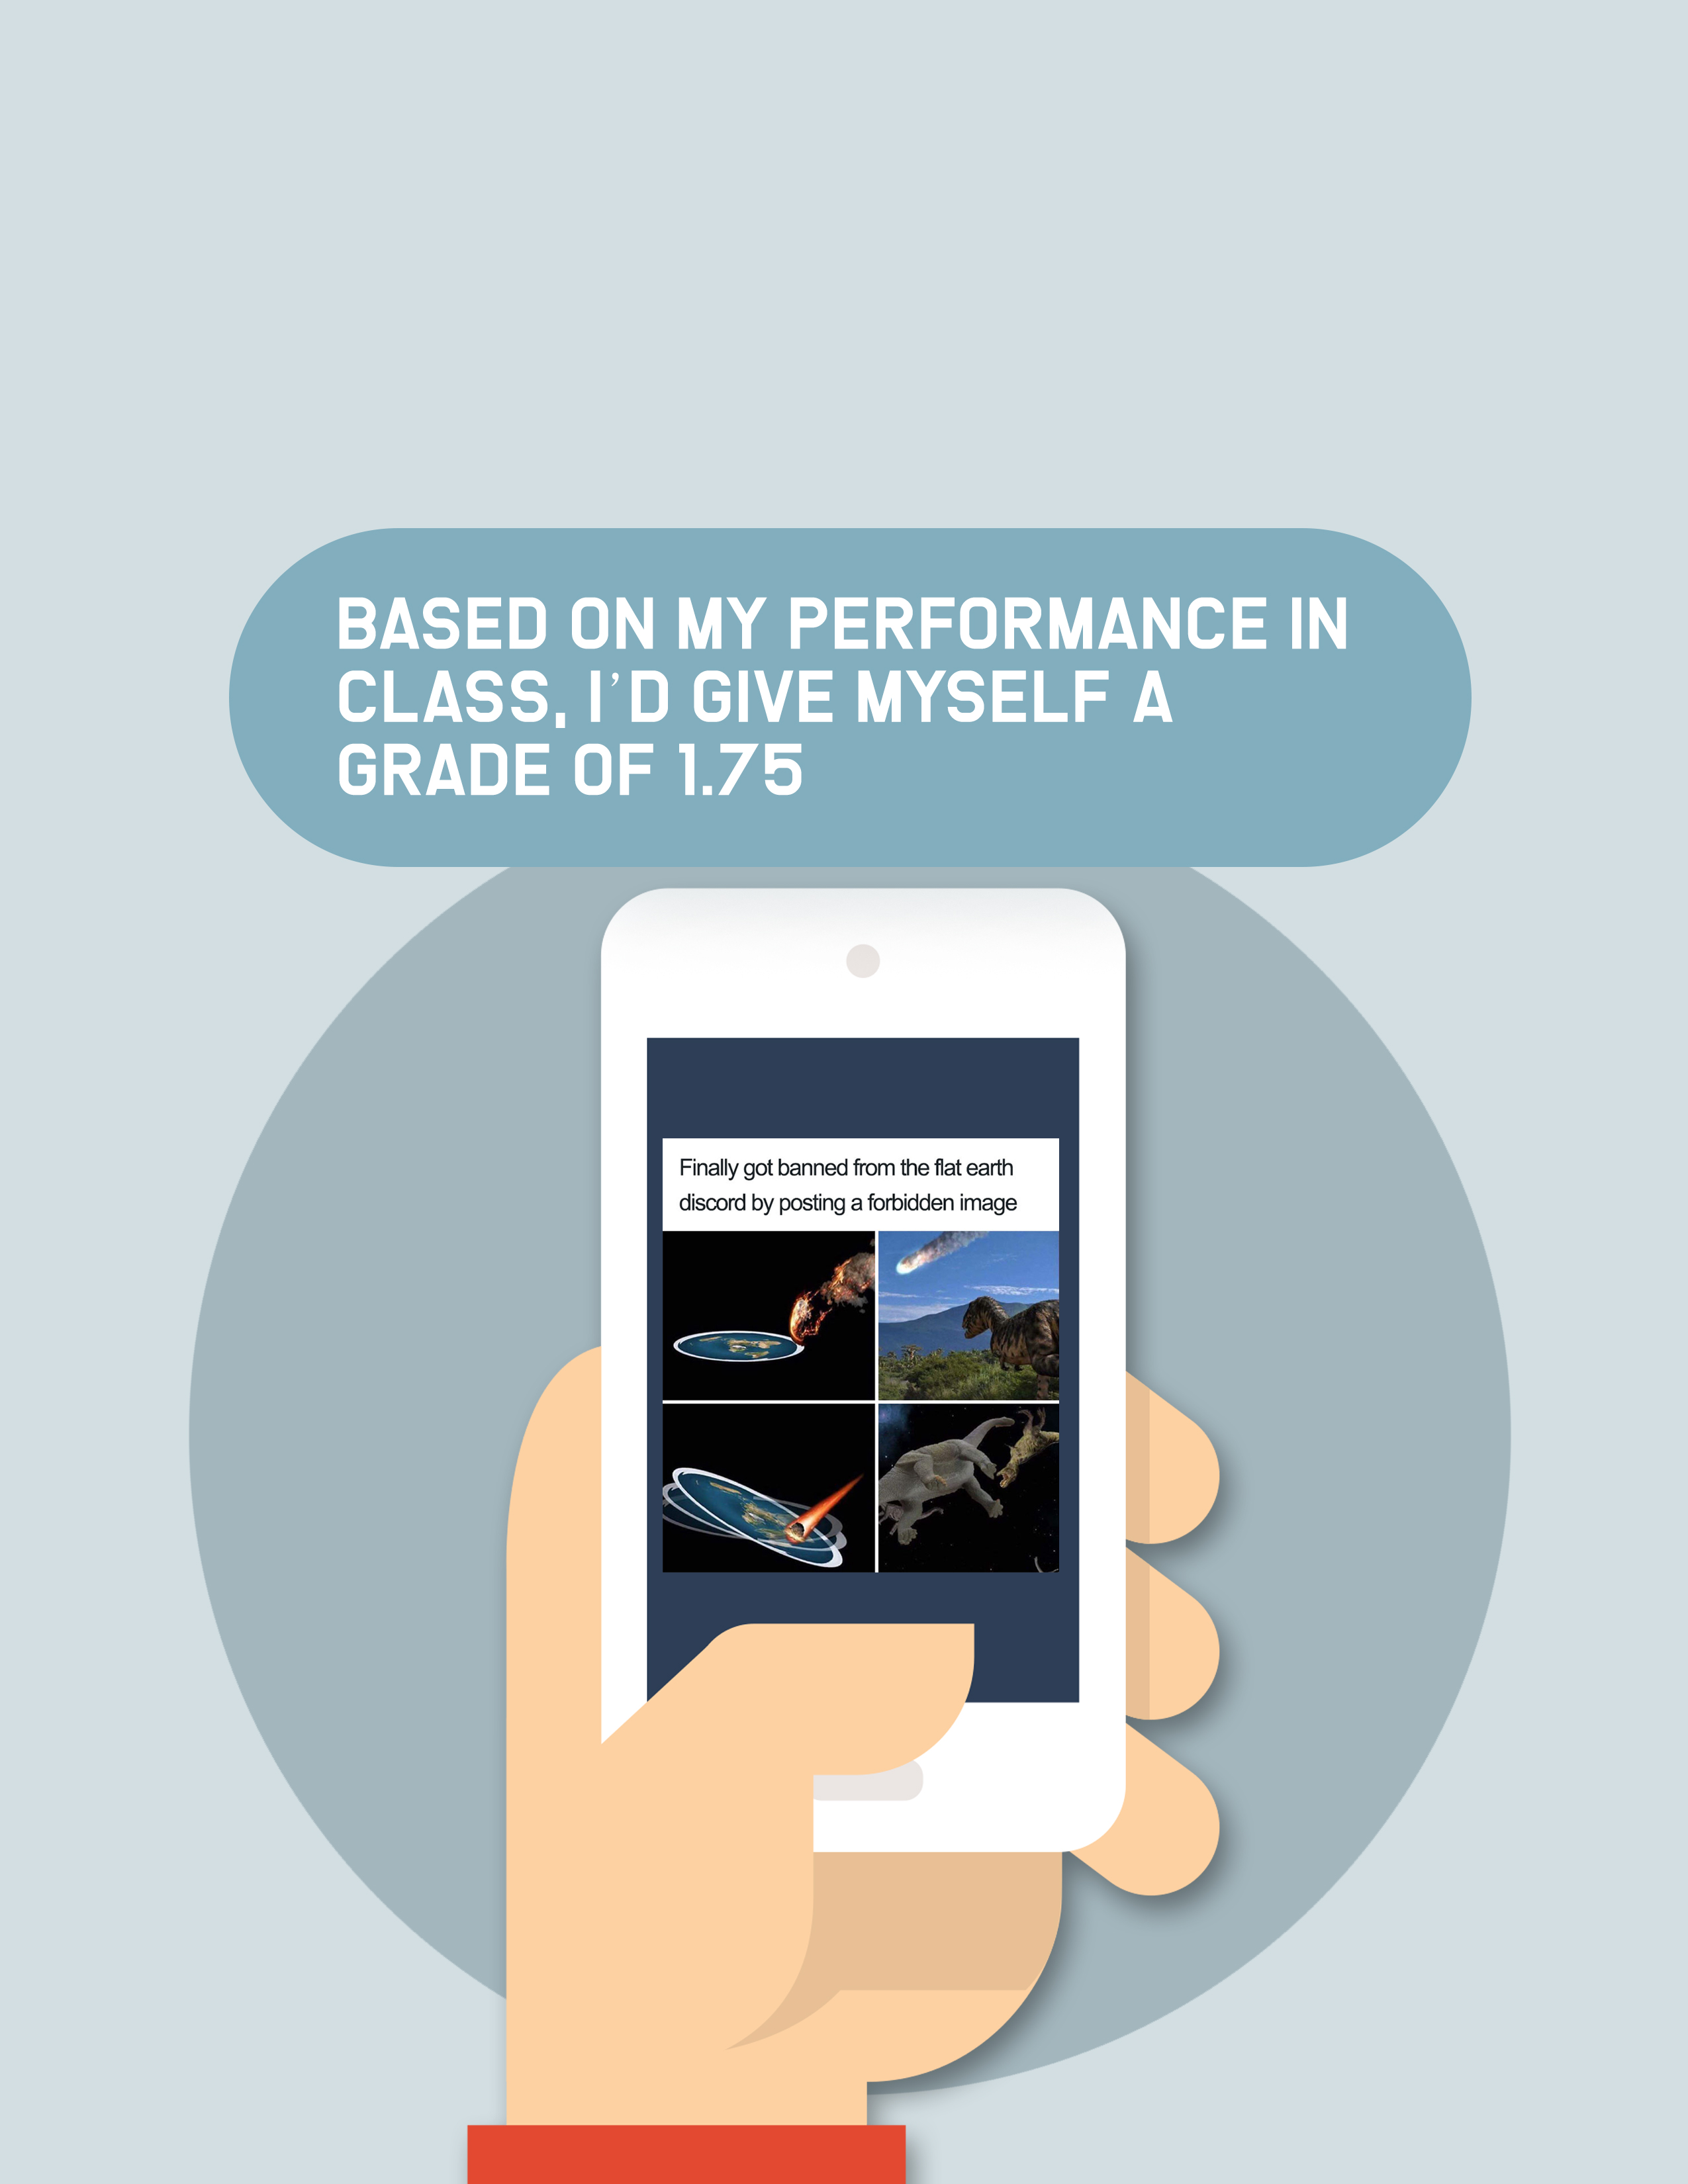 BASED ON MY PERFORMANCE IN
CLASS, I'D GIVE MYSELF A
GRADE OF 1.75
Finally got banned from the flat earth
discord by posting a forbidden image